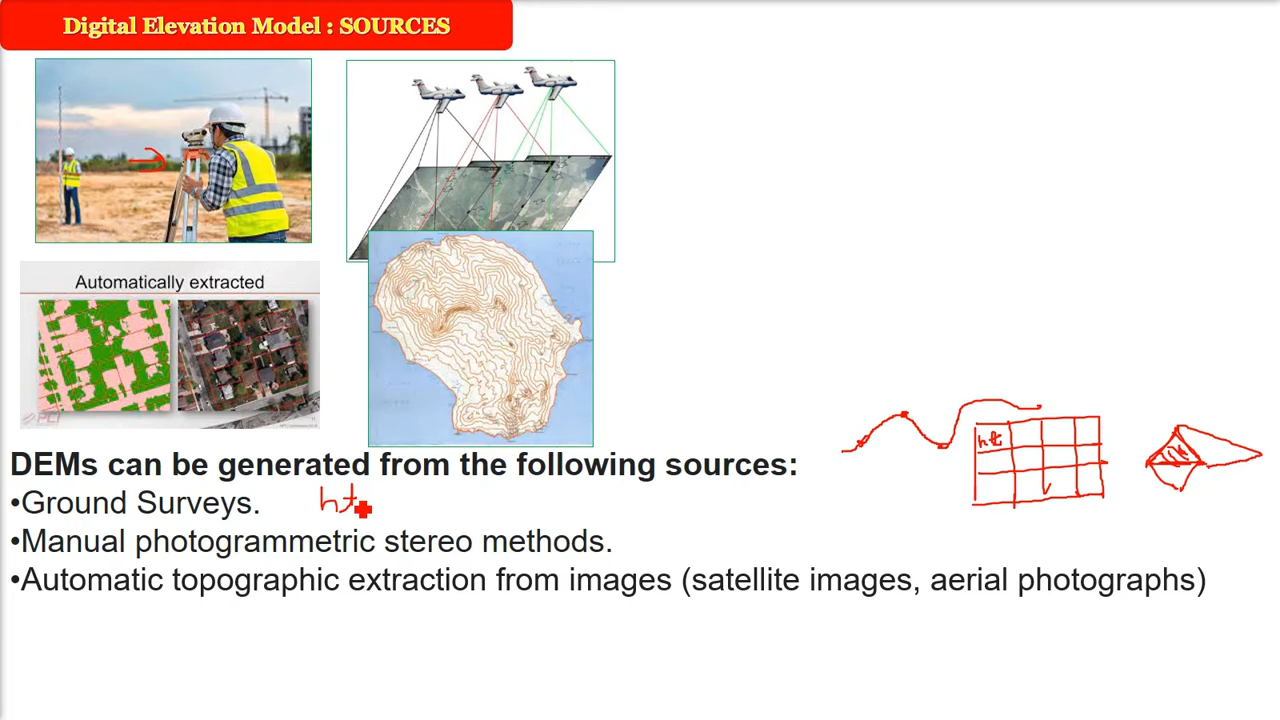 Digital Elevation Model : SOURCES
Automatically extracted
PCI
ht
DEMs can be generated from the following sources:
•Ground Surveys.
ht
•Manual photogrammetric stereo methods.
•Automatic topographic extraction from images (satellite images, aerial photographs)